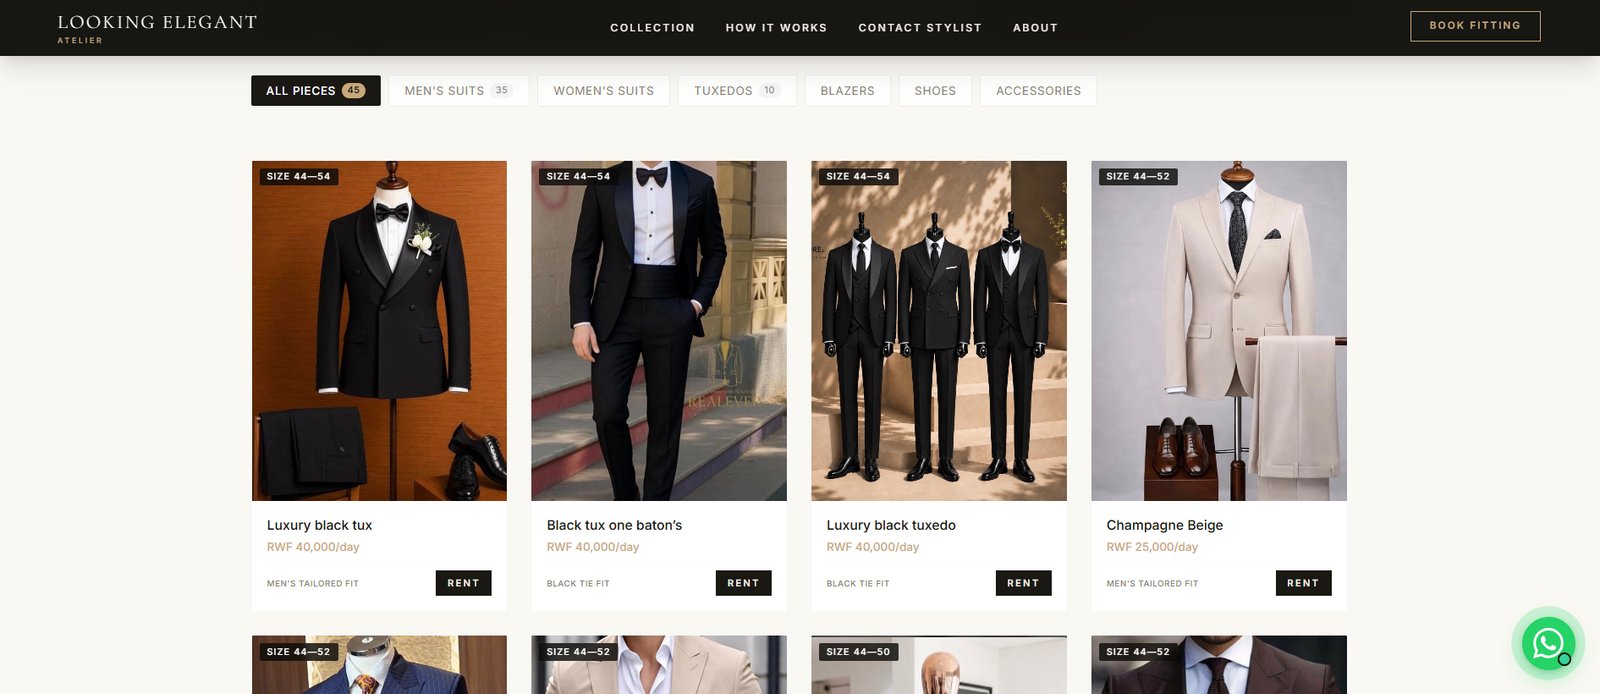 LOOKING ELEGANT
ATELIER
COLLECTION HOW IT WORKS CONTACT STYLIST ABOUT
BOOK FITTING
ALL PIECES 45 MEN'S SUITS 35 WOMEN'S SUITS TUXEDOS 10 BLAZERS SHOES ACCESSORIES
SIZE 44—54
SIZE 44—54
REALEVER
SIZE 44—54
RE.
SIZE 44—52
Luxury black tux
RWF 40,000/day
MEN'S TAILORED FIT RENT
Black tux one baton's
RWF 40,000/day
BLACK TIE FIT RENT
Luxury black tuxedo
RWF 40,000/day
BLACK TIE FIT RENT
Champagne Beige
RWF 25,000/day
MEN'S TAILORED FIT RENT
SIZE 44—52
SIZE 44—52
SIZE 44—50
SIZE 44—52